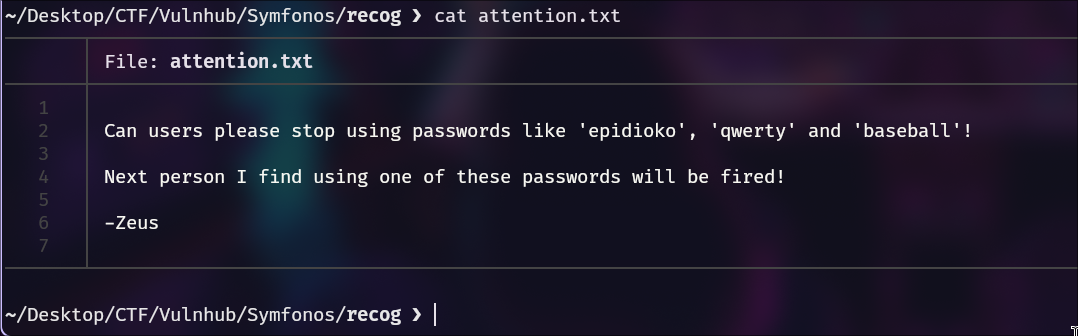 ~/Desktop/CTF/Vulnhub/Symfonos/recog ❯ cat attention.txt
File: attention.txt
1
2 Can users please stop using passwords like 'epidioko', 'qwerty' and 'baseball'!
3
4 Next person I find using one of these passwords will be fired!
5
6 -Zeus
7
~/Desktop/CTF/Vulnhub/Symfonos/recog ❯